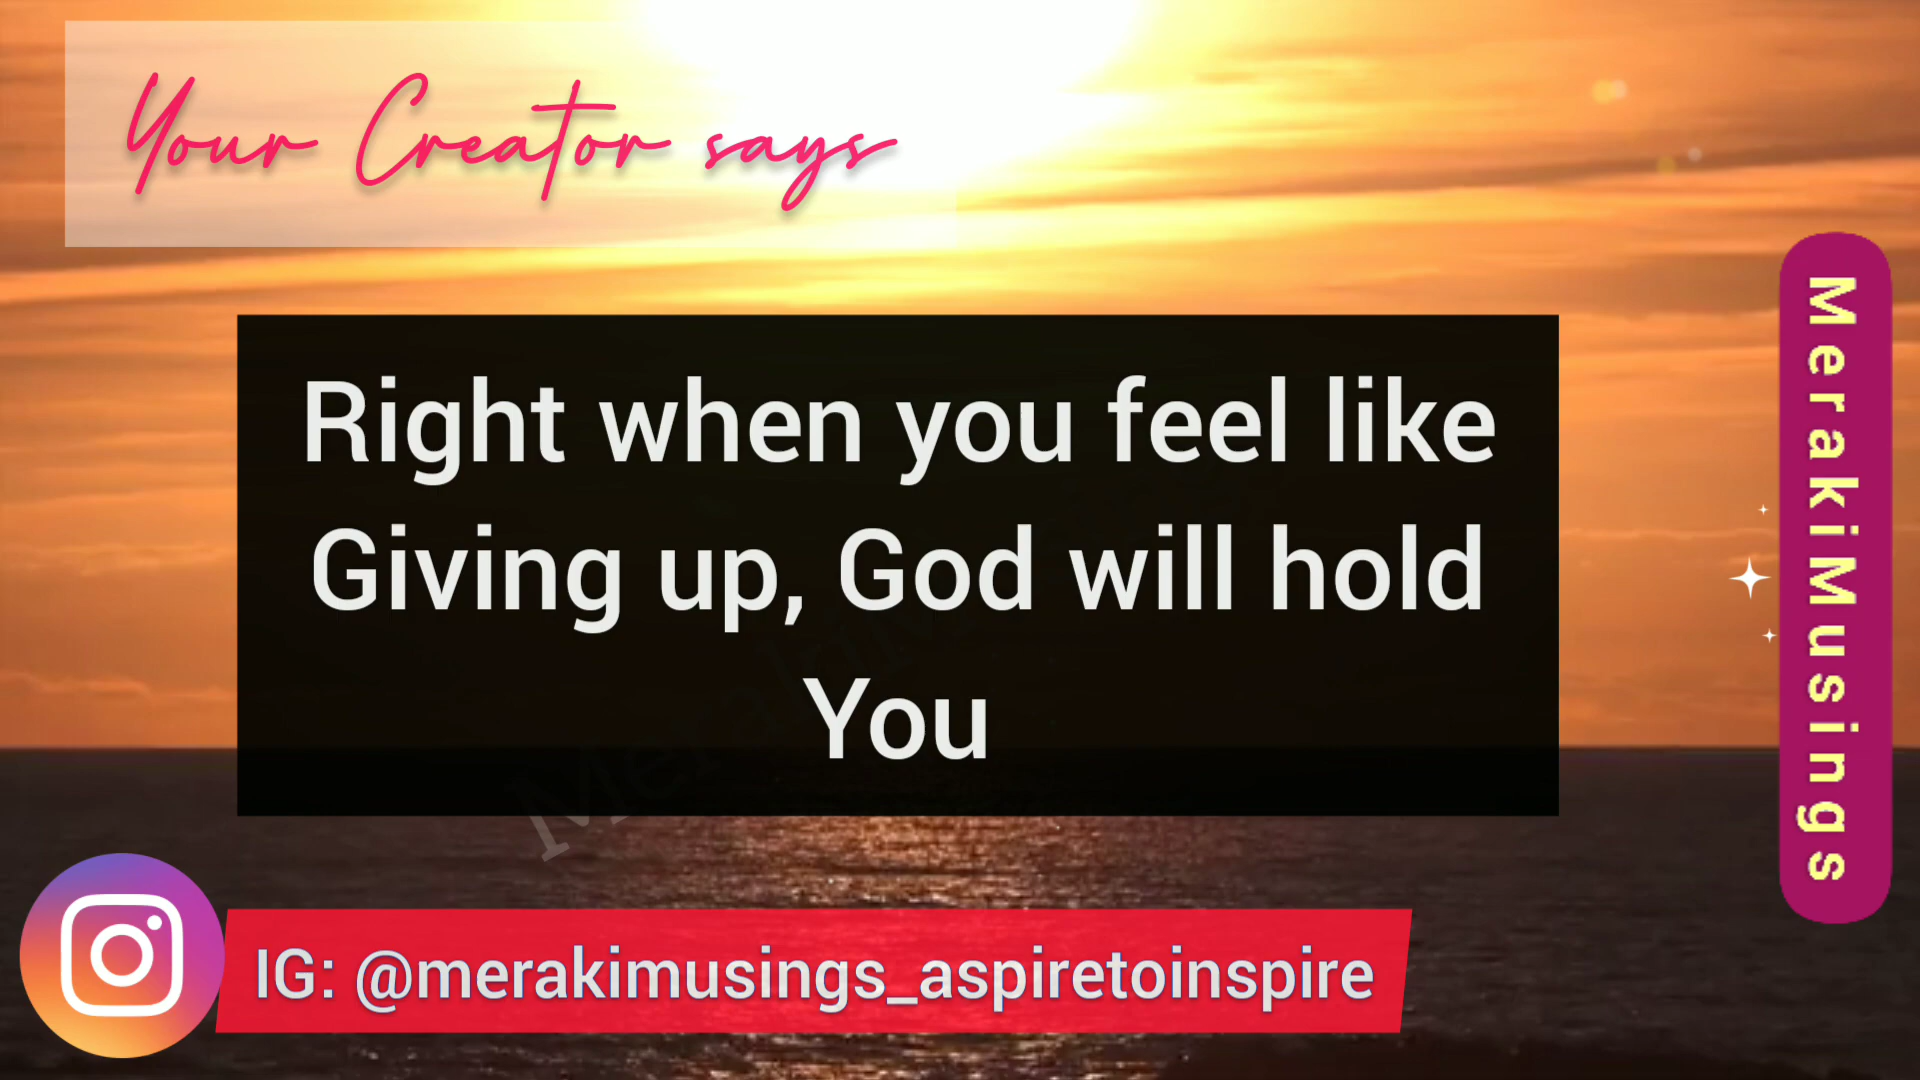 Your Creator says
Right when you feel like
Giving up, God will hold
You
MerakiMusings
IG: @merakimusings_aspiretoinspire